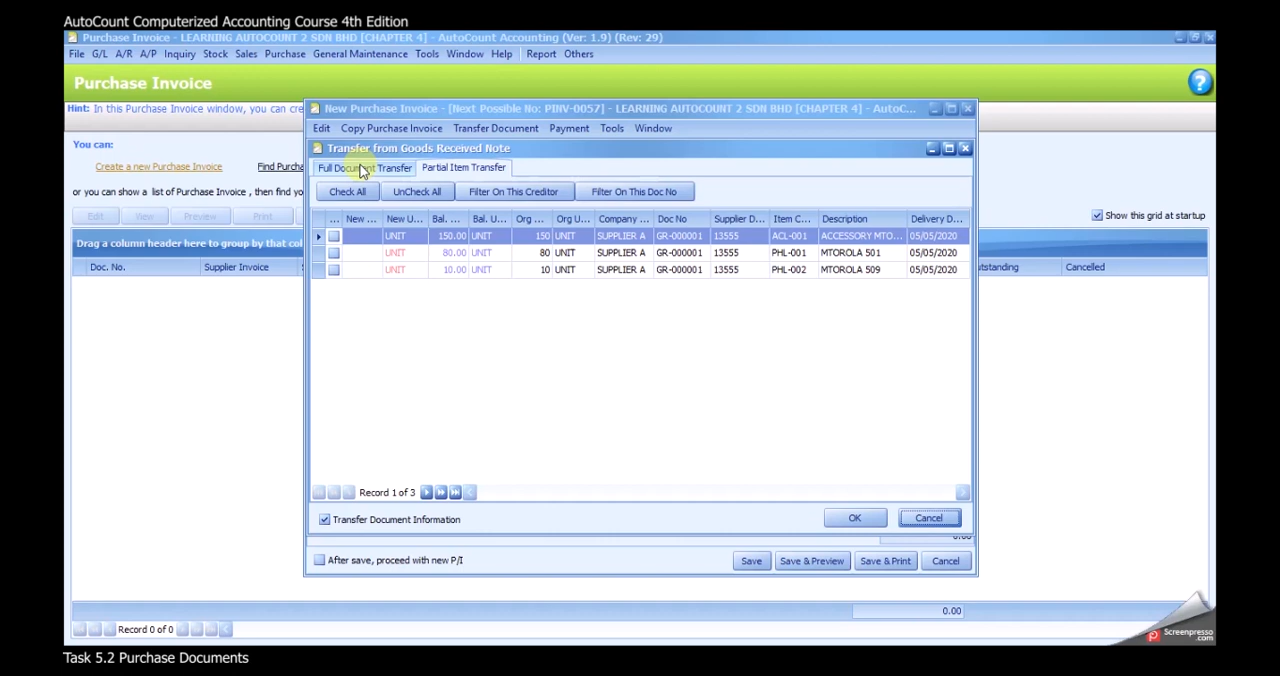 AutoCount Computerized Accounting Course 4th Edition
Purchase Invoice - LEARNING AUTOCOUNT 2 SDN BHD [CHAPTER 4] - AutoCount Accounting (Ver: 1.9) (Rev: 29)
File G/L A/R A/P Inquiry Stock Sales Purchase General Maintenance Tools Window Help Report Others
Purchase Invoice
Hint: In this Purchase Invoice window, you can cre
New Purchase Invoice - [Next Possible No: PINV-0057] - LEARNING AUTOCOUNT 2 SDN BHD [CHAPTER 4] - AutoC...
Edit Copy Purchase Invoice Transfer Document Payment Tools Window
You can:
Transfer from Goods Received Note
Create a new Purchase Invoice Find Purcha
Full Document Transfer Partial Item Transfer
or you can show a list of Purchase Invoice , then find yo
Check All UnCheck All Filter On This Creditor Filter On This Doc No
Edit View Preview Print
Show this grid at startup
... New ... New U... Bal. ... Bal. U... Org ... Org U... Company ... Doc No Supplier D... Item C... Description Delivery D...
UNIT 150.00 UNIT 150 UNIT SUPPLIER A GR-000001 13555 ACL-001 ACCESSORY MTO... 05/05/2020
UNIT 80.00 UNIT 80 UNIT SUPPLIER A GR-000001 13555 PHL-001 MTOROLA 501 05/05/2020
UNIT 10.00 UNIT 10 UNIT SUPPLIER A GR-000001 13555 PHL-002 MTOROLA 509 05/05/2020
Drag a column header here to group by that col
Doc. No. Supplier Invoice utstanding Cancelled
Record 1 of 3
Transfer Document Information OK Cancel
0.00
After save, proceed with new P/I Save Save & Preview Save & Print Cancel
0.00
Record 0 of 0
Screenpresso
.com
Task 5.2 Purchase Documents